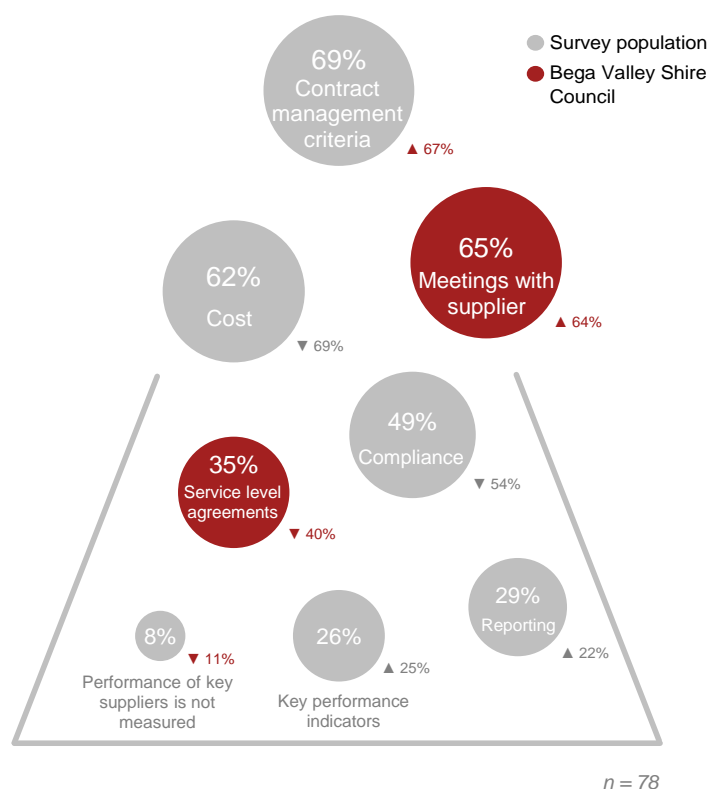 Survey population
Bega Valley Shire
Council
69%
Contract
management
criteria
▲ 67%
65%
Meetings with
supplier
▲ 64%
62%
Cost
▼ 69%
49%
Compliance
▼ 54%
35%
Service level
agreements
▼ 40%
29%
Reporting
▲ 22%
8%
▼ 11%
Performance of key
suppliers is not
measured
26%
▲ 25%
Key performance
indicators
n = 78